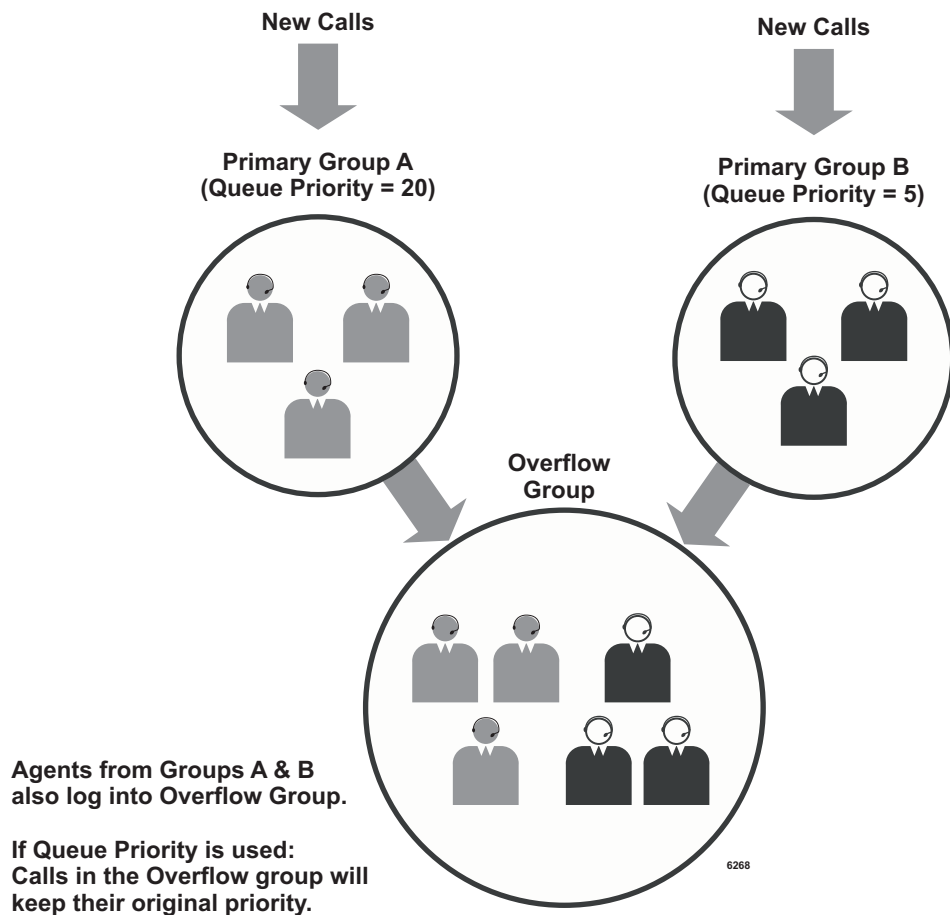 New Calls
New Calls
Primary Group A
(Queue Priority = 20)
Primary Group B
(Queue Priority = 5)
Overflow
Group
Agents from Groups A & B
also log into Overflow Group.
If Queue Priority is used:
Calls in the Overflow group will
keep their original priority.
6268